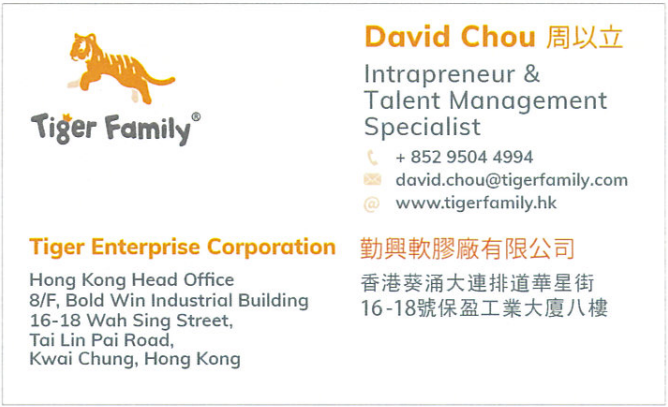 Tiger Family®
David Chou 周以立
Intrapreneur &
Talent Management
Specialist
+ 852 9504 4994
david.chou@tigerfamily.com
@ www.tigerfamily.hk
Tiger Enterprise Corporation
Hong Kong Head Office
8/F, Bold Win Industrial Building
16-18 Wah Sing Street,
Tai Lin Pai Road,
Kwai Chung, Hong Kong
勤興軟膠廠有限公司
香港葵涌大連排道華星街
16-18號保盈工業大廈八樓